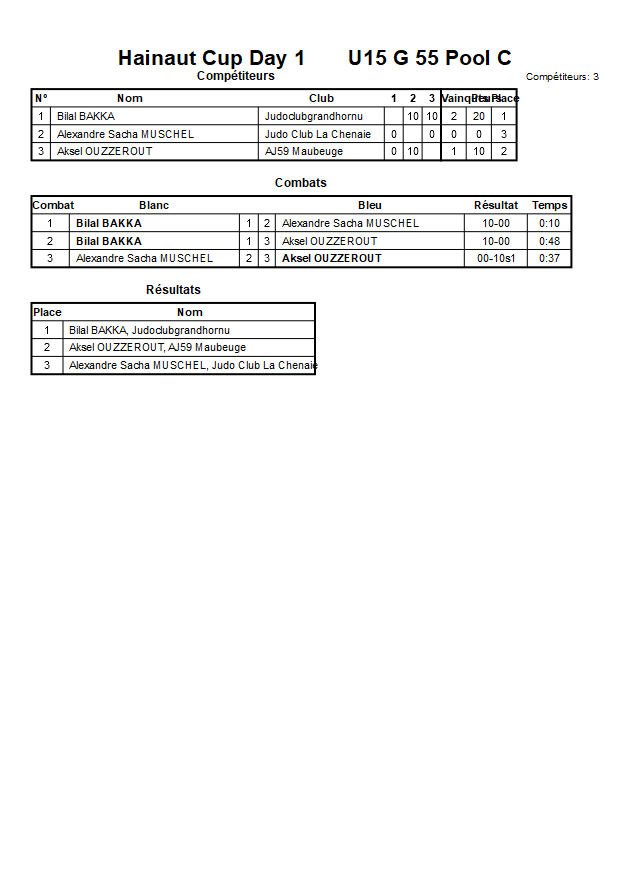 Hainaut Cup Day 1 U15 G 55 Pool C
Compétiteurs Compétiteurs: 3
N° Nom Club 1 2 3 Vainqueurs Pts Place
1 Bilal BAKKA Judoclubgrandhornu 10 10 2 20 1
2 Alexandre Sacha MUSCHEL Judo Club La Chenaie 0 0 0 0 3
3 Aksel OUZZEROUT AJ59 Maubeuge 0 10 1 10 2
Combats
Combat Blanc Bleu Résultat Temps
1 Bilal BAKKA 1 2 Alexandre Sacha MUSCHEL 10-00 0:10
2 Bilal BAKKA 1 3 Aksel OUZZEROUT 10-00 0:48
3 Alexandre Sacha MUSCHEL 2 3 Aksel OUZZEROUT 00-10s1 0:37
Résultats
Place Nom
1 Bilal BAKKA, Judoclubgrandhornu
2 Aksel OUZZEROUT, AJ59 Maubeuge
3 Alexandre Sacha MUSCHEL, Judo Club La Chenaie